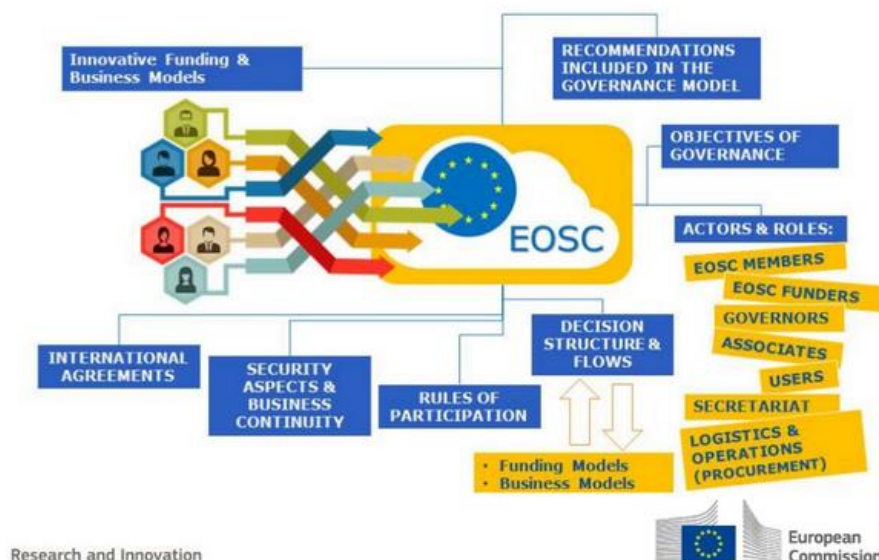 Innovative Funding &
Business Models
RECOMMENDATIONS
INCLUDED IN THE
GOVERNANCE MODEL
OBJECTIVES OF
GOVERNANCE
EOSC
ACTORS & ROLES:
EOSC MEMBERS
EOSC FUNDERS
GOVERNORS
ASSOCIATES
USERS
SECRETARIAT
LOGISTICS &
OPERATIONS
(PROCUREMENT)
INTERNATIONAL
AGREEMENTS
SECURITY
ASPECTS &
BUSINESS
CONTINUITY
RULES OF
PARTICIPATION
DECISION
STRUCTURE &
FLOWS
• Funding Models
• Business Models
Research and Innovation
European
Commission